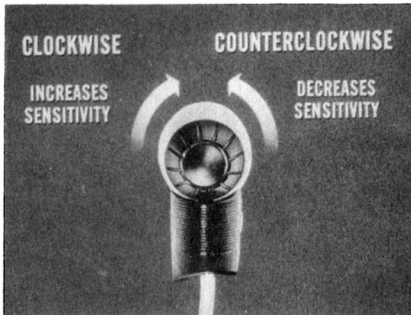 CLOCKWISE
INCREASES
SENSITIVITY
COUNTERCLOCKWISE
DECREASES
SENSITIVITY